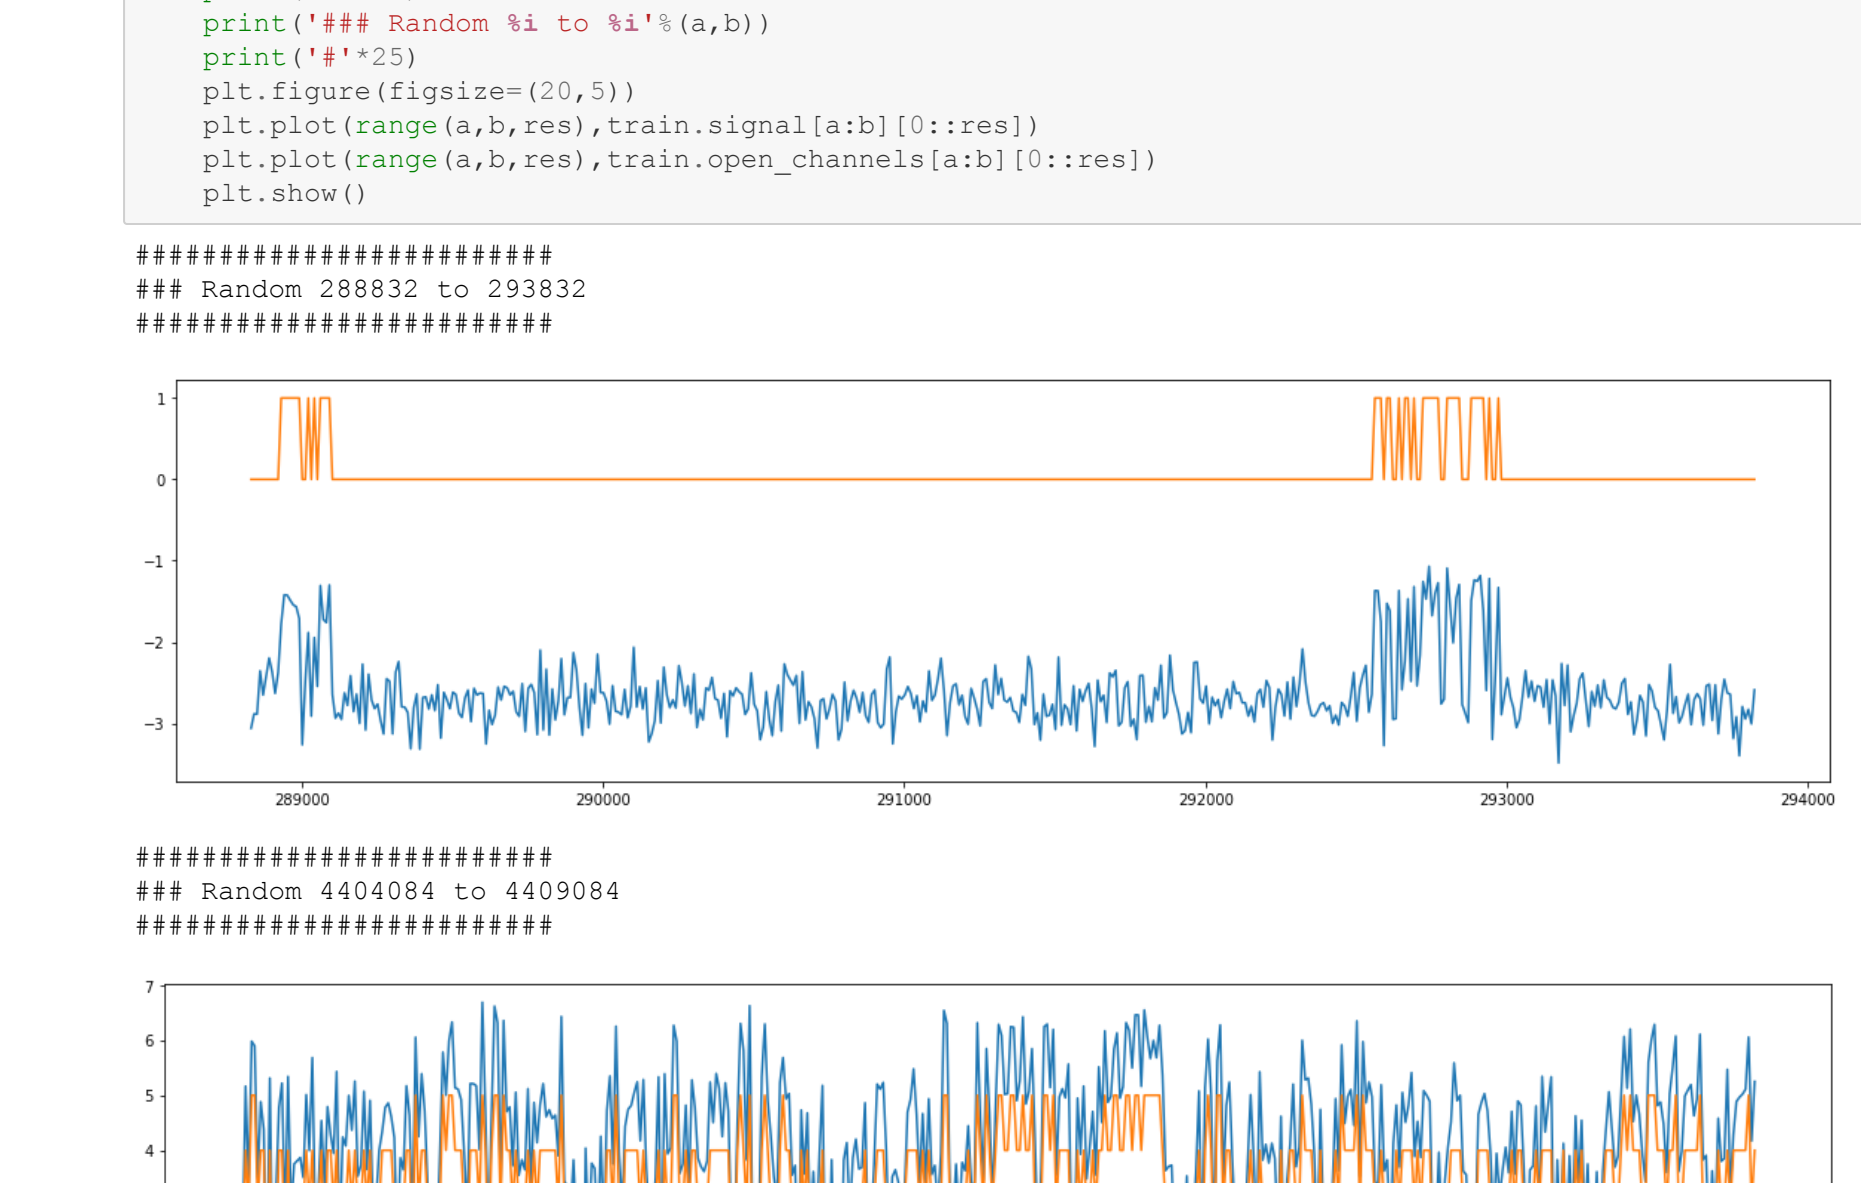 print('### Random %i to %i'%(a,b))
print('#'*25)
plt.figure(figsize=(20,5))
plt.plot(range(a,b,res),train.signal[a:b][0::res])
plt.plot(range(a,b,res),train.open_channels[a:b][0::res])
plt.show()
#########################
### Random 288832 to 293832
#########################
1
0
−1
−2
−3
289000 290000 291000 292000 293000 294000
#########################
### Random 4404084 to 4409084
#########################
7
6
5
4